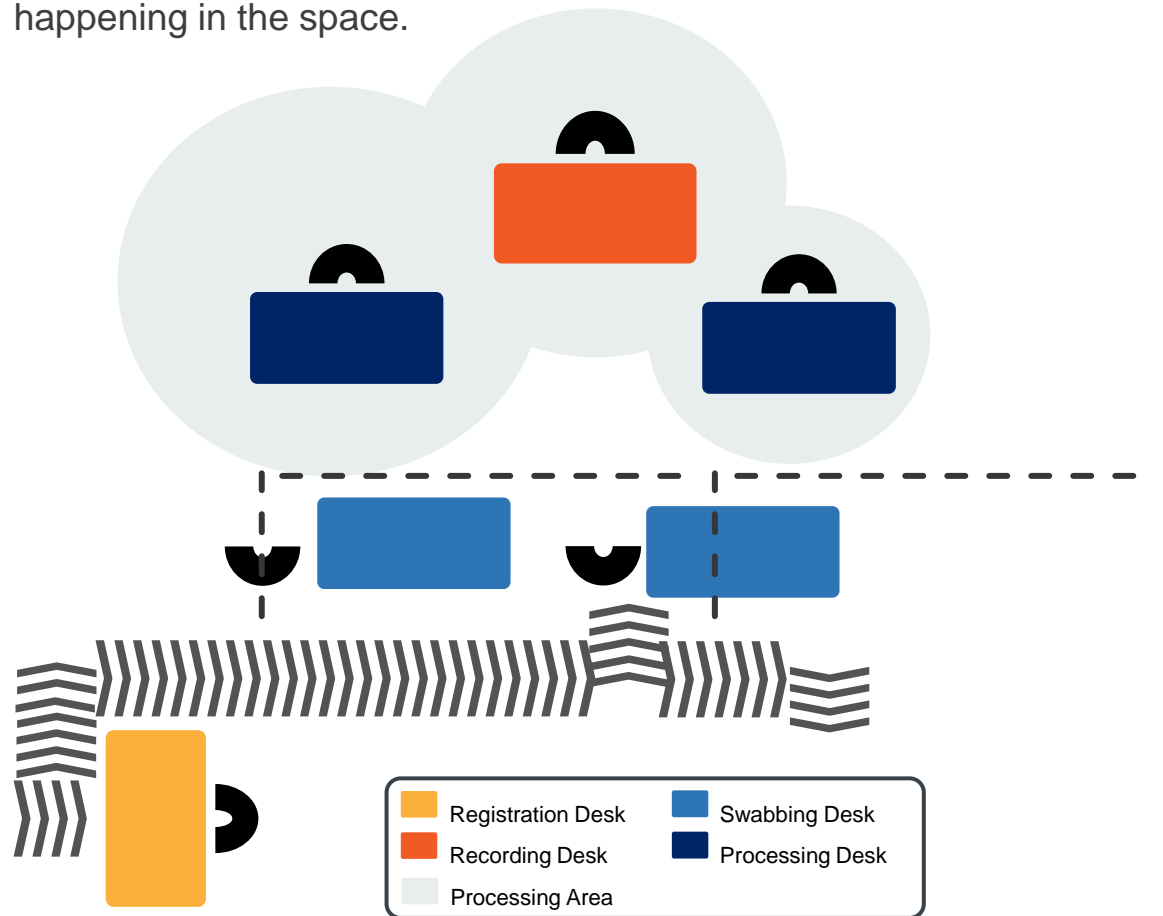 happening in the space.
Registration Desk
Swabbing Desk
Recording Desk
Processing Desk
Processing Area